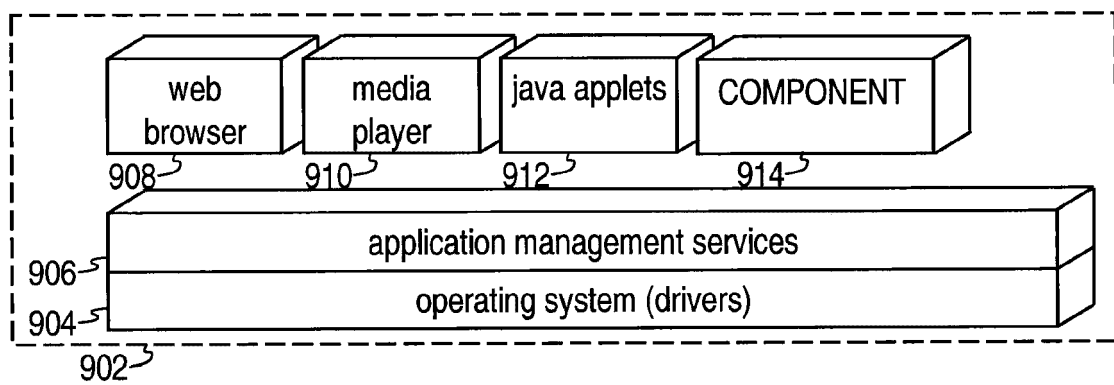 web
browser
media
player
java applets
COMPONENT
908
910
912
914
application management services
906
operating system (drivers)
904
902